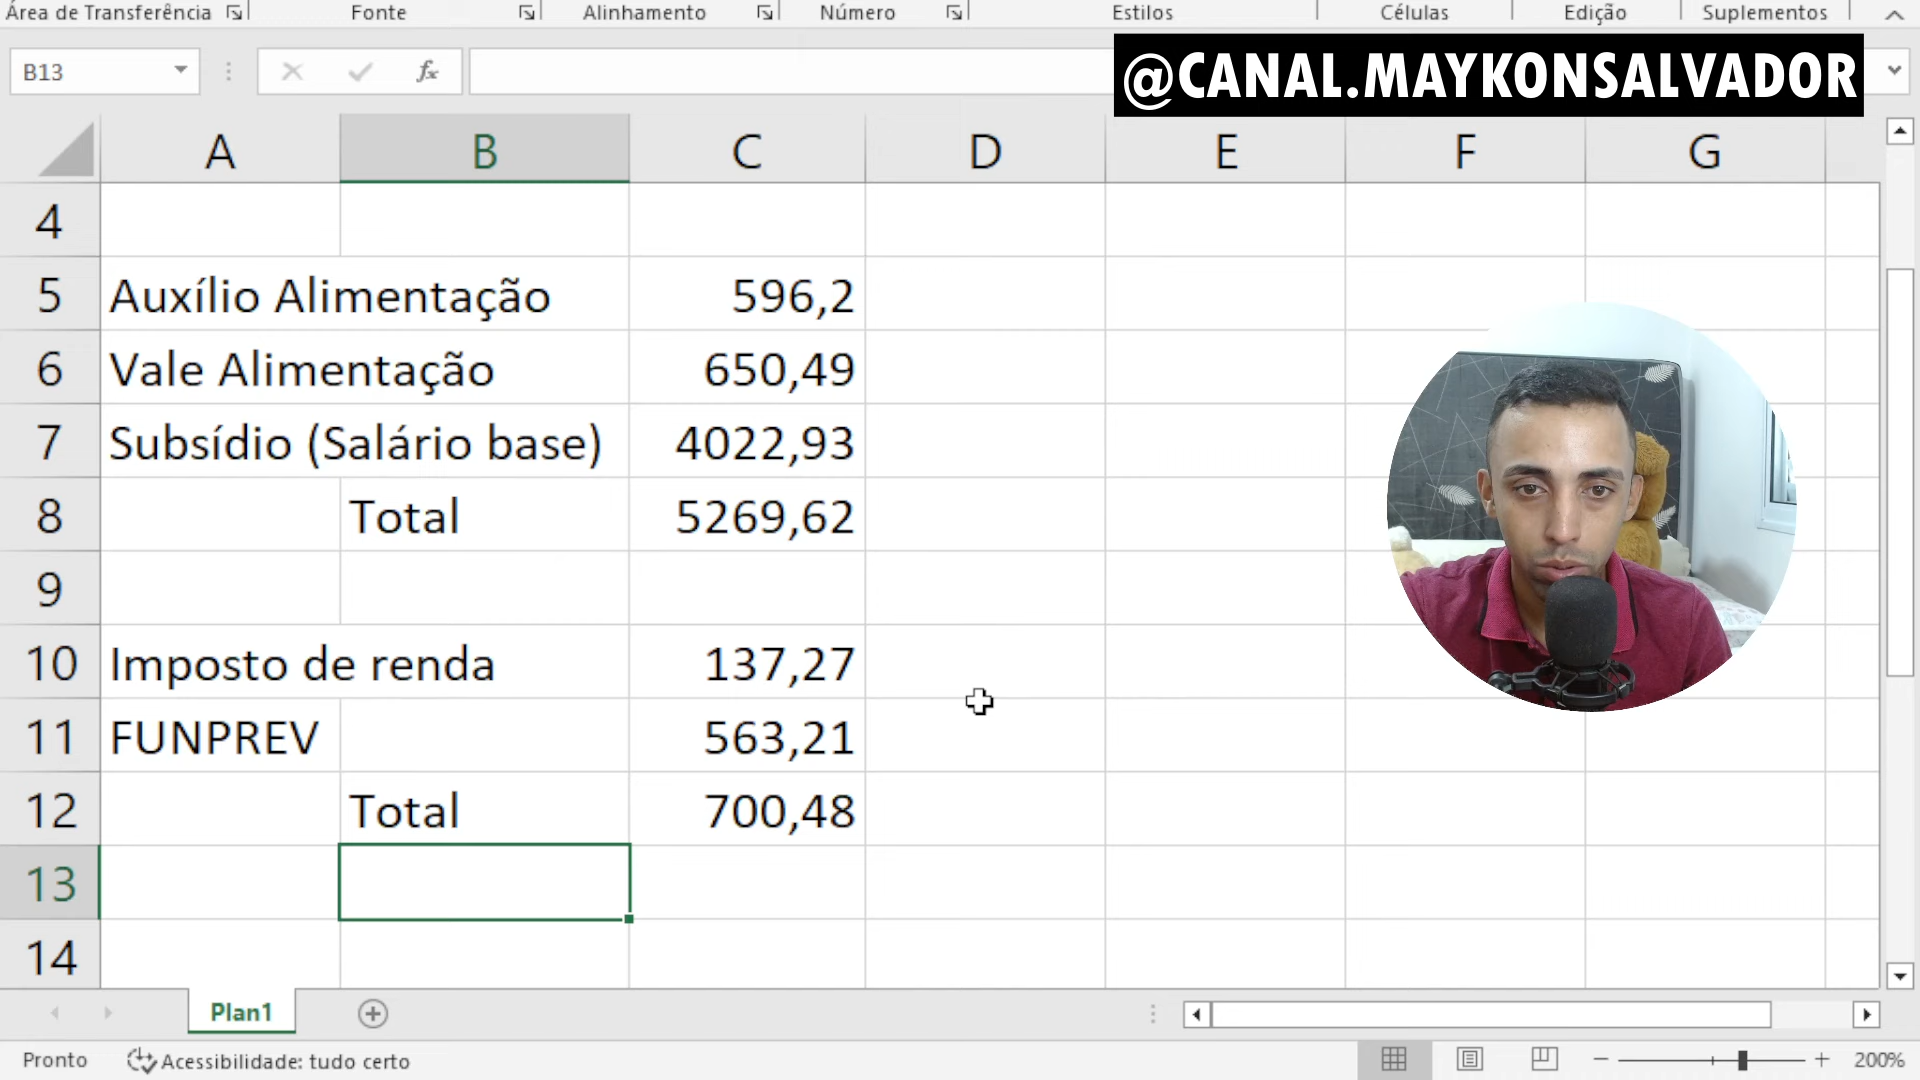 Área de Transferência Fonte Alinhamento Número Estilos Células Edição Suplementos
B13 fx
@CANAL.MAYKONSALVADOR
A B C D E F G
4
5 Auxílio Alimentação 596,2
6 Vale Alimentação 650,49
7 Subsídio (Salário base) 4022,93
8 Total 5269,62
9
10 Imposto de renda 137,27
11 FUNPREV 563,21
12 Total 700,48
13
14
Plan1
Pronto Acessibilidade: tudo certo 200%